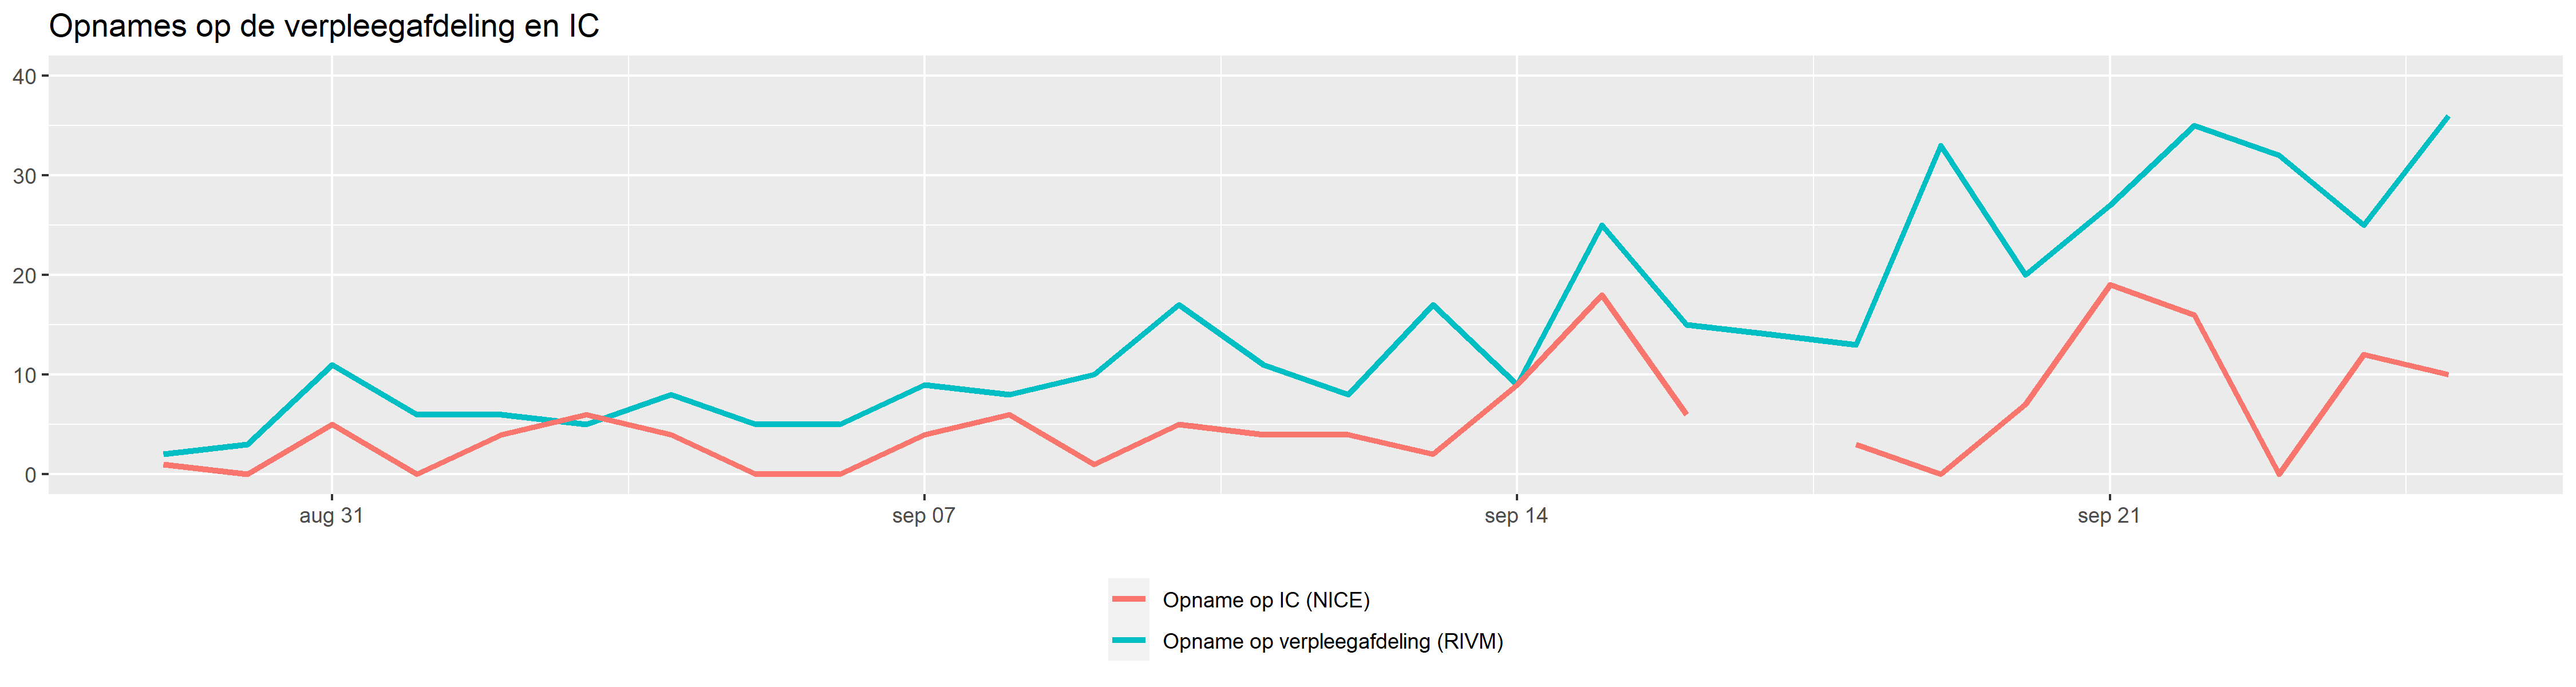 Opnames op de verpleegafdeling en IC
40
30
20
10
0
aug 31 sep 07 sep 14 sep 21
Opname op IC (NICE)
Opname op verpleegafdeling (RIVM)